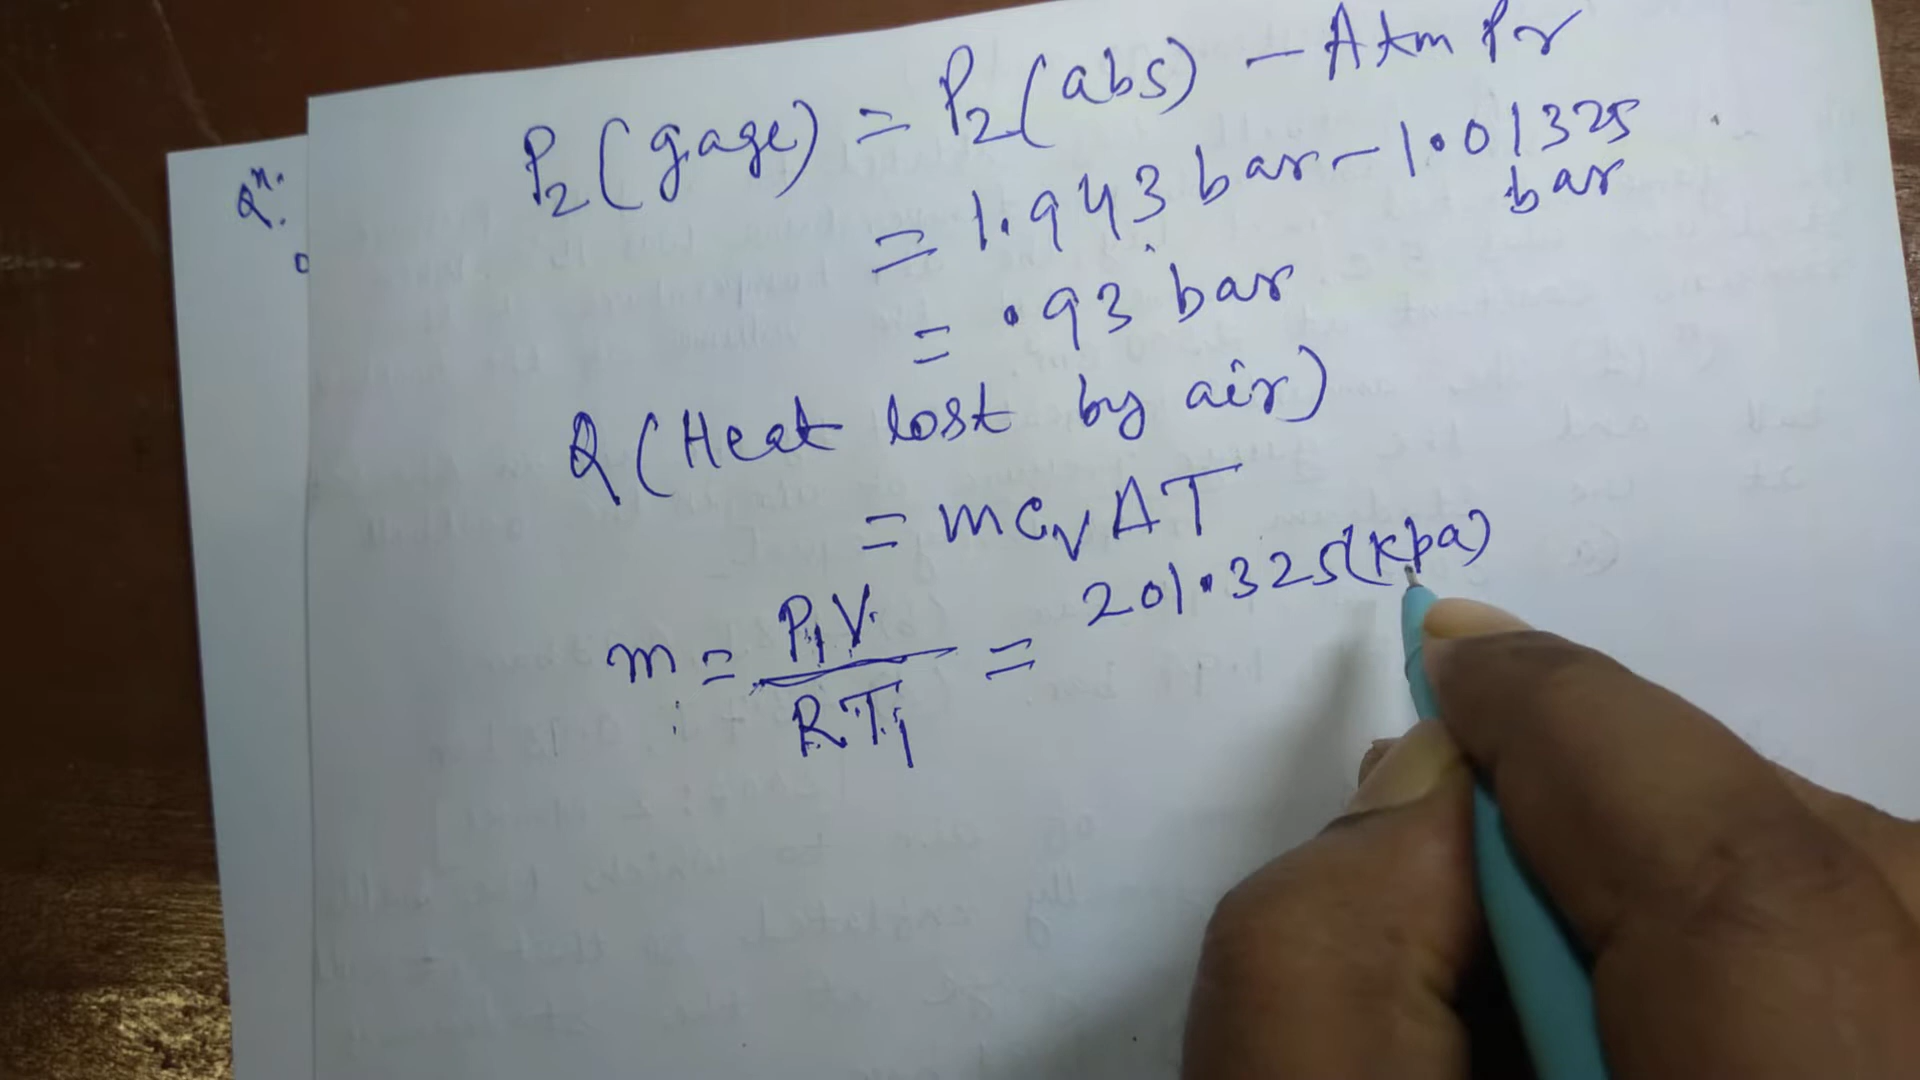 P₂(gage) = P₂(abs) – Atm Pr
= 1.943 bar – 1.01325 bar
= .93 bar
Q (Heat lost by air)
= mcᵥΔT
m = P₁V / RT₁ = 201.325(kpa)
Qⁿ: